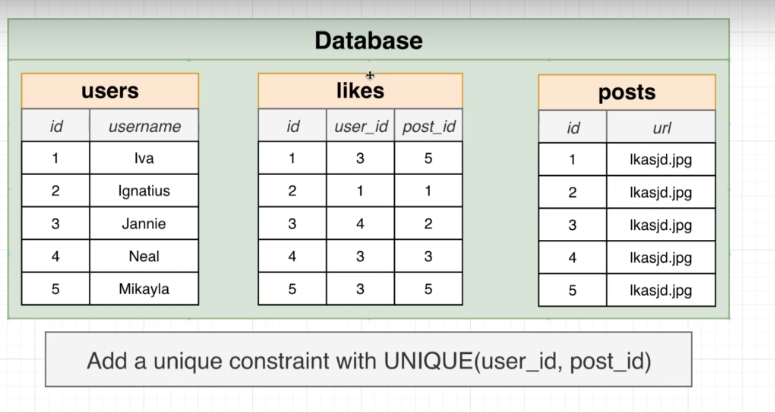 Database
users
id username
1 Iva
2 Ignatius
3 Jannie
4 Neal
5 Mikayla
likes
id user_id post_id
1 3 5
2 1 1
3 4 2
4 3 3
5 3 5
posts
id url
1 lkasjd.jpg
2 lkasjd.jpg
3 lkasjd.jpg
4 lkasjd.jpg
5 lkasjd.jpg
Add a unique constraint with UNIQUE(user_id, post_id)